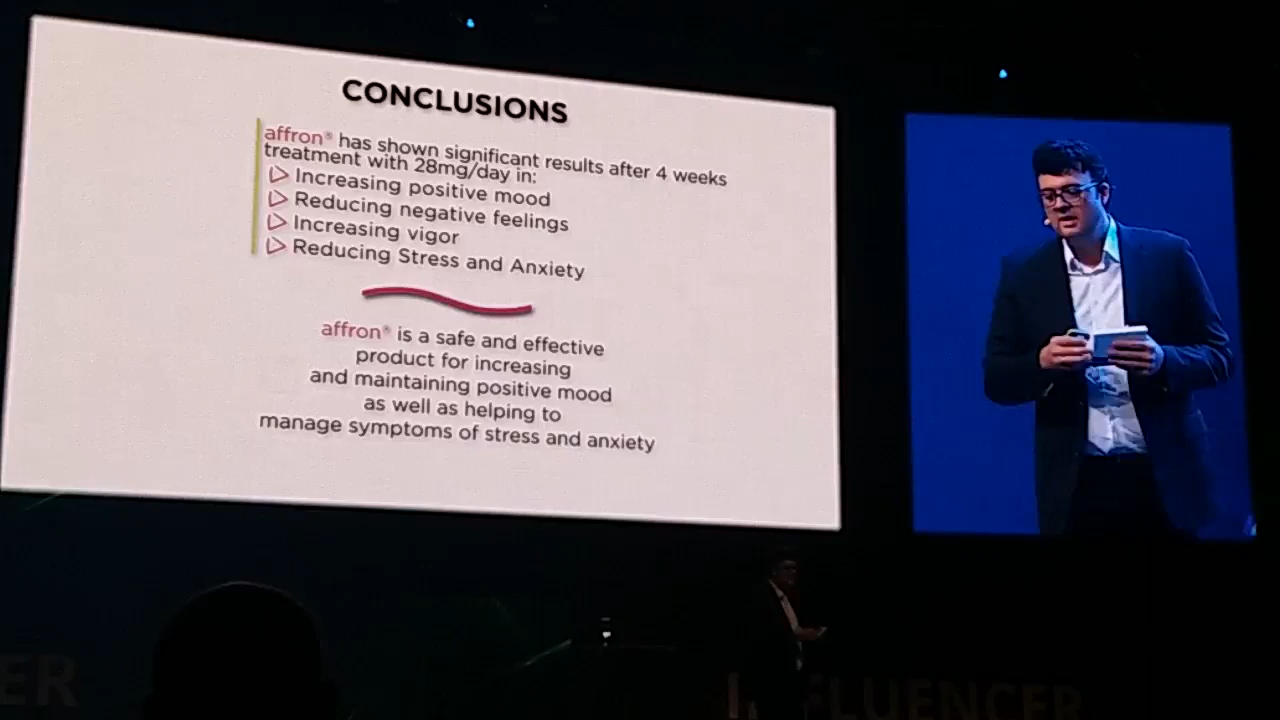 CONCLUSIONS
affron® has shown significant results after 4 weeks
treatment with 28mg/day in:
Increasing positive mood
Reducing negative feelings
Increasing vigor
Reducing Stress and Anxiety
affron® is a safe and effective
product for increasing
and maintaining positive mood
as well as helping to
manage symptoms of stress and anxiety
ER
INFLUENCER